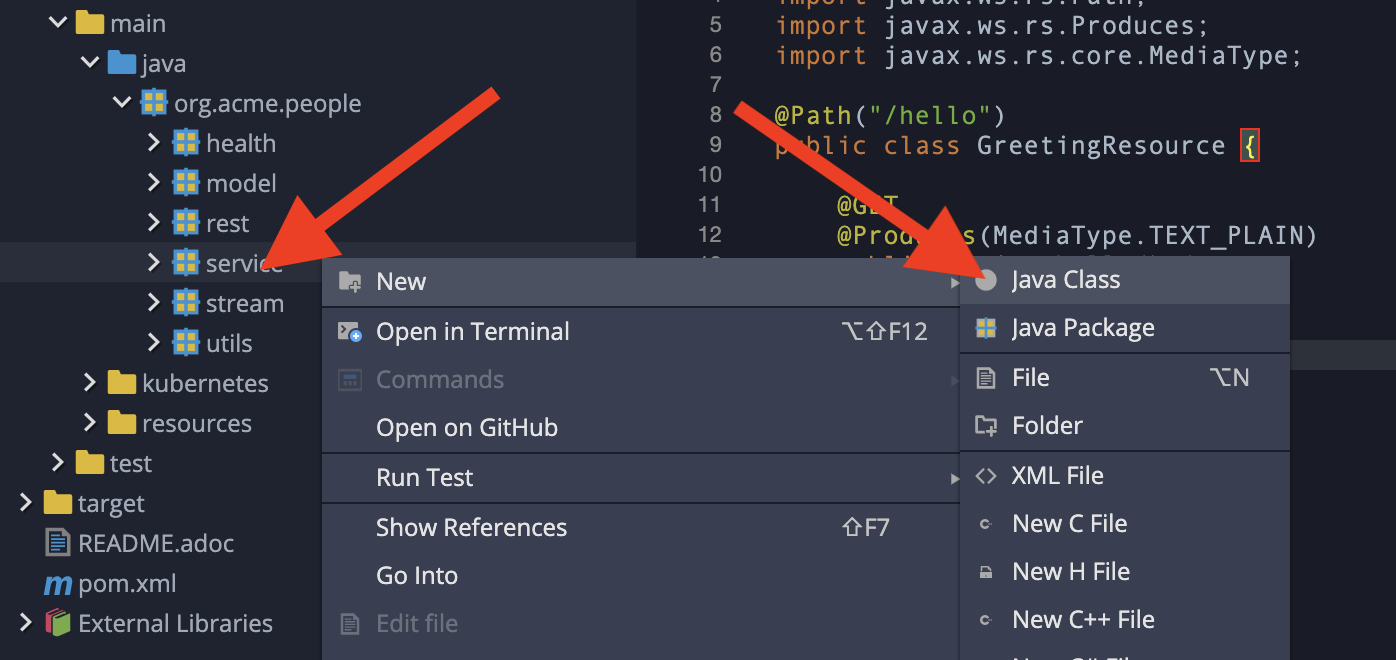 main
java
org.acme.people
health
model
rest
service
stream
utils
kubernetes
resources
test
target
README.adoc
m pom.xml
External Libraries
5 import javax.ws.rs.Produces;
6 import javax.ws.rs.core.MediaType;
7
8 @Path("/hello")
9 public class GreetingResource {
10
11 @GET
12 @Produces(MediaType.TEXT_PLAIN)
New
Open in Terminal ⌥⇧F12
Commands
Open on GitHub
Run Test
Show References ⇧F7
Go Into
Edit file
Java Class
Java Package
File ⌥N
Folder
XML File
New C File
New H File
New C++ File